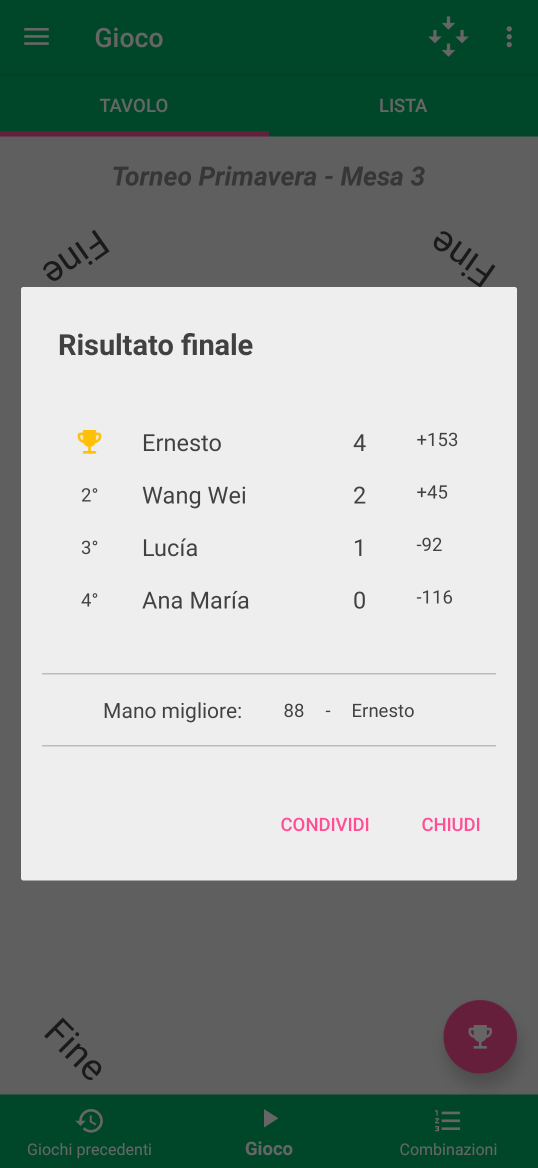 Gioco
TAVOLO LISTA
Torneo Primavera - Mesa 3
Fine Fine
Risultato finale
Ernesto 4 +153
2° Wang Wei 2 +45
3° Lucía 1 -92
4° Ana María 0 -116
Mano migliore: 88 - Ernesto
CONDIVIDI CHIUDI
Fine
Giochi precedenti Gioco Combinazioni